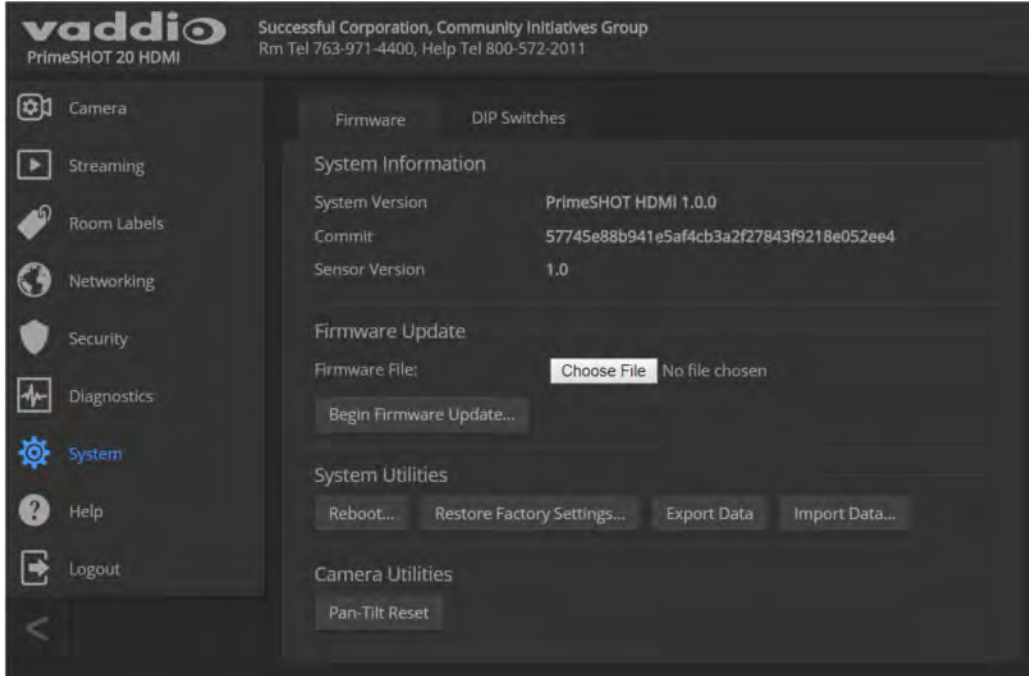 vaddio
PrimeSHOT 20 HDMI
Successful Corporation, Community Initiatives Group
Rm Tel 763-971-4400, Help Tel 800-572-2011
Camera
Streaming
Room Labels
Networking
Security
Diagnostics
System
Help
Logout
<
Firmware DIP Switches
System Information
System Version PrimeSHOT HDMI 1.0.0
Commit 57745e88b941e5af4cb3a2f27843f9218e052ee4
Sensor Version 1.0
Firmware Update
Firmware File: Choose File No file chosen
Begin Firmware Update...
System Utilities
Reboot... Restore Factory Settings... Export Data Import Data...
Camera Utilities
Pan-Tilt Reset